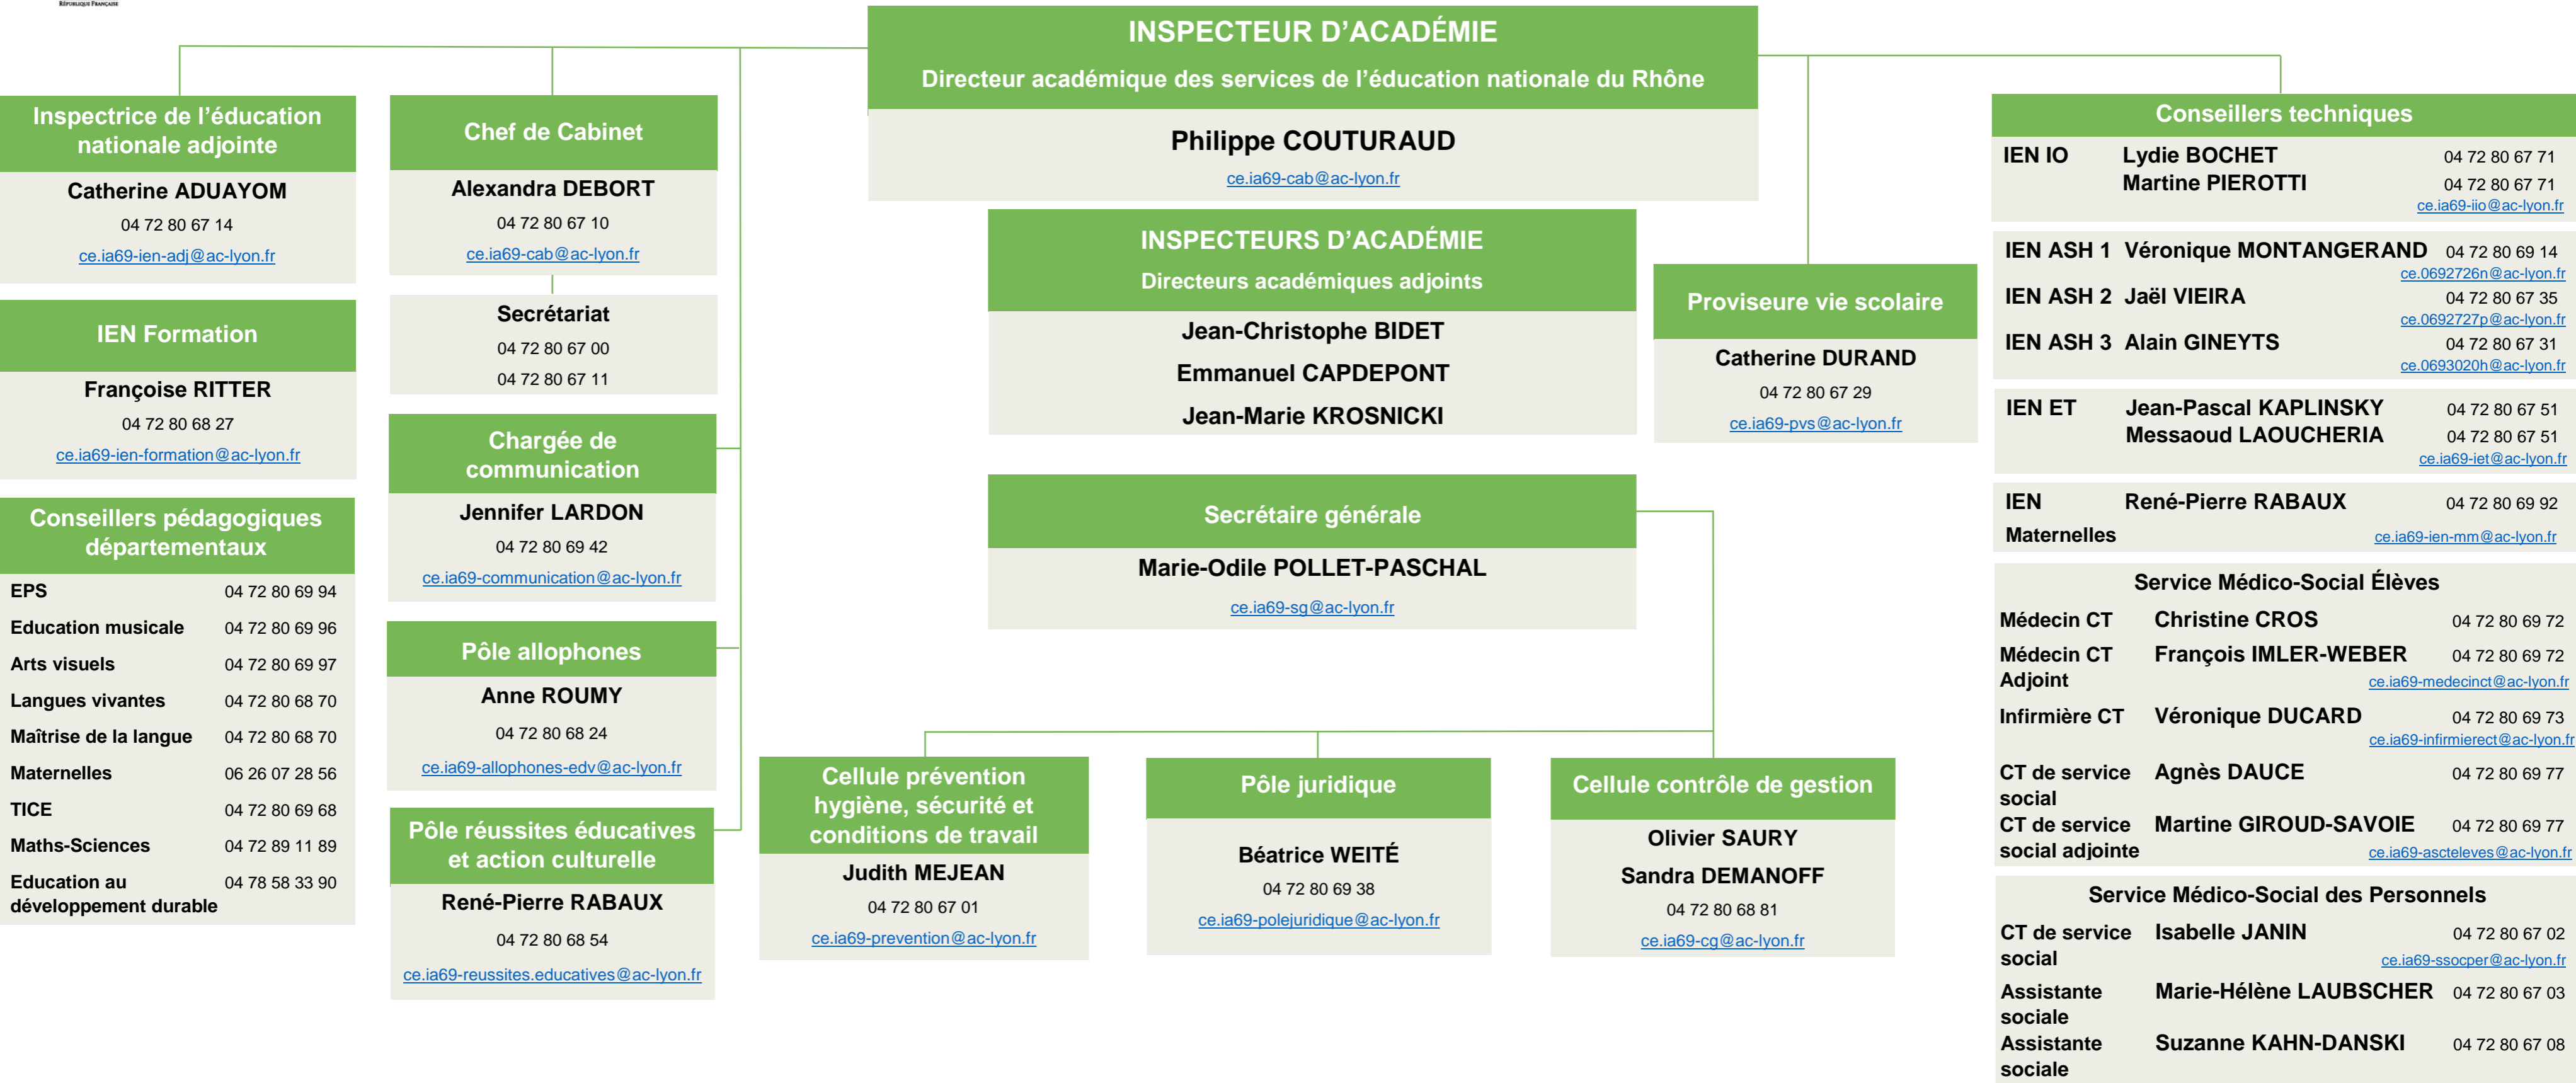 RÉPUBLIQUE FRANÇAISE
INSPECTEUR D'ACADÉMIE
Directeur académique des services de l'éducation nationale du Rhône
Philippe COUTURAUD
ce.ia69-cab@ac-lyon.fr
Inspectrice de l'éducation
nationale adjointe
Catherine ADUAYOM
04 72 80 67 14
ce.ia69-ien-adj@ac-lyon.fr
IEN Formation
Françoise RITTER
04 72 80 68 27
ce.ia69-ien-formation@ac-lyon.fr
Conseillers pédagogiques
départementaux
EPS 04 72 80 69 94
Education musicale 04 72 80 69 96
Arts visuels 04 72 80 69 97
Langues vivantes 04 72 80 68 70
Maîtrise de la langue 04 72 80 68 70
Maternelles 06 26 07 28 56
TICE 04 72 80 69 68
Maths-Sciences 04 72 89 11 89
Education au 04 78 58 33 90
développement durable
Chef de Cabinet
Alexandra DEBORT
04 72 80 67 10
ce.ia69-cab@ac-lyon.fr
Secrétariat
04 72 80 67 00
04 72 80 67 11
Chargée de
communication
Jennifer LARDON
04 72 80 69 42
ce.ia69-communication@ac-lyon.fr
Pôle allophones
Anne ROUMY
04 72 80 68 24
ce.ia69-allophones-edv@ac-lyon.fr
Pôle réussites éducatives
et action culturelle
René-Pierre RABAUX
04 72 80 68 54
ce.ia69-reussites.educatives@ac-lyon.fr
INSPECTEURS D'ACADÉMIE
Directeurs académiques adjoints
Jean-Christophe BIDET
Emmanuel CAPDEPONT
Jean-Marie KROSNICKI
Secrétaire générale
Marie-Odile POLLET-PASCHAL
ce.ia69-sg@ac-lyon.fr
Cellule prévention
hygiène, sécurité et
conditions de travail
Judith MEJEAN
04 72 80 67 01
ce.ia69-prevention@ac-lyon.fr
Pôle juridique
Béatrice WEITÉ
04 72 80 69 38
ce.ia69-polejuridique@ac-lyon.fr
Cellule contrôle de gestion
Olivier SAURY
Sandra DEMANOFF
04 72 80 68 81
ce.ia69-cg@ac-lyon.fr
Proviseure vie scolaire
Catherine DURAND
04 72 80 67 29
ce.ia69-pvs@ac-lyon.fr
Conseillers techniques
IEN IO Lydie BOCHET 04 72 80 67 71
Martine PIEROTTI 04 72 80 67 71
ce.ia69-iio@ac-lyon.fr
IEN ASH 1 Véronique MONTANGERAND 04 72 80 69 14
ce.0692726n@ac-lyon.fr
IEN ASH 2 Jaël VIEIRA 04 72 80 67 35
ce.0692727p@ac-lyon.fr
IEN ASH 3 Alain GINEYTS 04 72 80 67 31
ce.0693020h@ac-lyon.fr
IEN ET Jean-Pascal KAPLINSKY 04 72 80 67 51
Messaoud LAOUCHERIA 04 72 80 67 51
ce.ia69-iet@ac-lyon.fr
IEN René-Pierre RABAUX 04 72 80 69 92
Maternelles ce.ia69-ien-mm@ac-lyon.fr
Service Médico-Social Élèves
Médecin CT Christine CROS 04 72 80 69 72
Médecin CT François IMLER-WEBER 04 72 80 69 72
Adjoint ce.ia69-medecinct@ac-lyon.fr
Infirmière CT Véronique DUCARD 04 72 80 69 73
ce.ia69-infirmierect@ac-lyon.fr
CT de service Agnès DAUCE 04 72 80 69 77
social
CT de service Martine GIROUD-SAVOIE 04 72 80 69 77
social adjointe ce.ia69-ascteleves@ac-lyon.fr
Service Médico-Social des Personnels
CT de service Isabelle JANIN 04 72 80 67 02
social ce.ia69-ssocper@ac-lyon.fr
Assistante Marie-Hélène LAUBSCHER 04 72 80 67 03
sociale
Assistante Suzanne KAHN-DANSKI 04 72 80 67 08
sociale